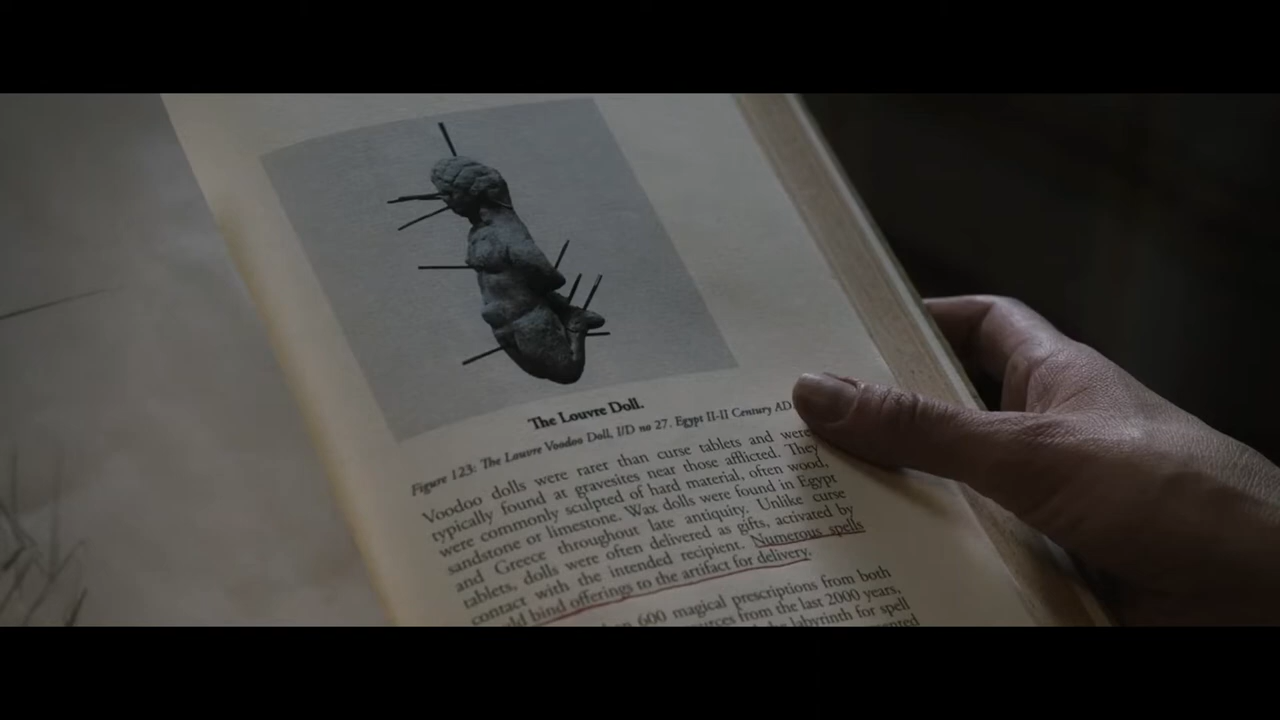 The Louvre Doll.
Figure 123: The Louvre Voodoo Doll, I/D no 27. Egypt II-II Century AD
Voodoo dolls were rarer than curse tablets and were
typically found at gravesites near those afflicted. They
were commonly sculpted of hard material, often wood,
sandstone or limestone. Wax dolls were found in Egypt
and Greece throughout late antiquity. Unlike curse
tablets, dolls were often delivered as gifts, activated by
contact with the intended recipient. Numerous spells
bind offerings to the artifact for delivery.
600 magical prescriptions from both
from the last 2000 years,
labyrinth for spell